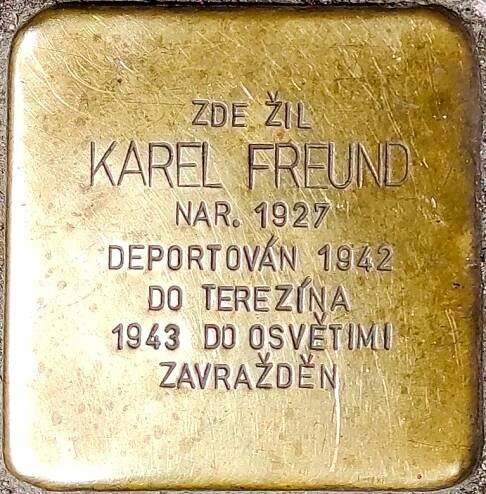 ZDE ŽIL
KAREL FREUND
NAR. 1927
DEPORTOVÁN 1942
DO TEREZÍNA
1943 DO OSVĚTIMI
ZAVRAŽDĚN